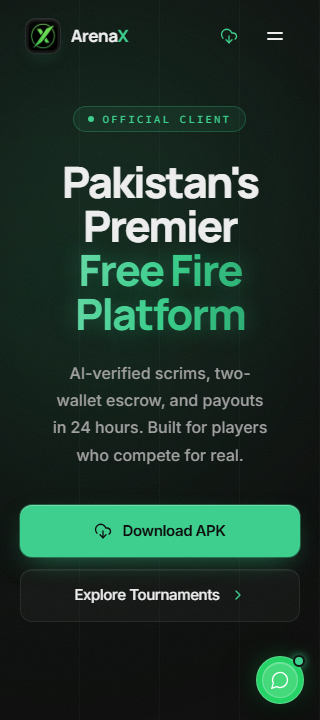 ArenaX
OFFICIAL CLIENT
Pakistan's
Premier
Free Fire
Platform
AI-verified scrims, two-
wallet escrow, and payouts
in 24 hours. Built for players
who compete for real.
Download APK
Explore Tournaments